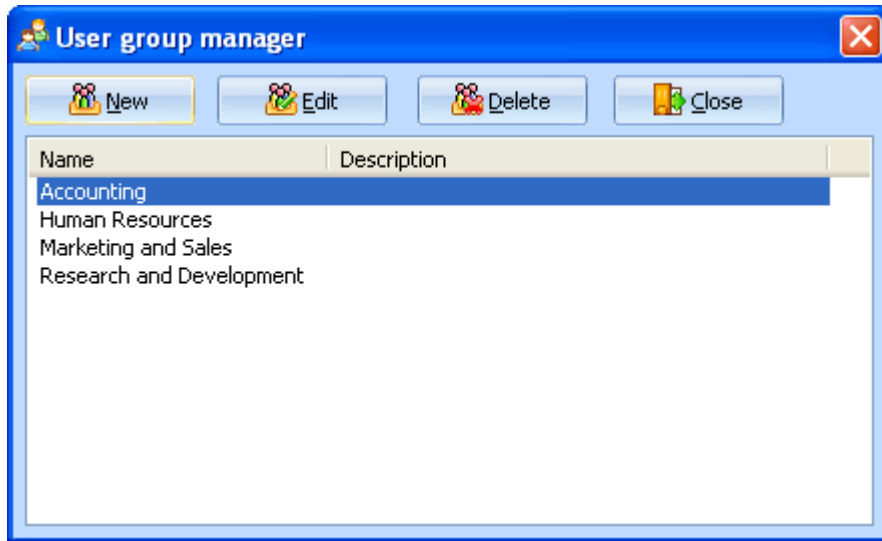 User group manager
New Edit Delete Close
Name Description
Accounting
Human Resources
Marketing and Sales
Research and Development